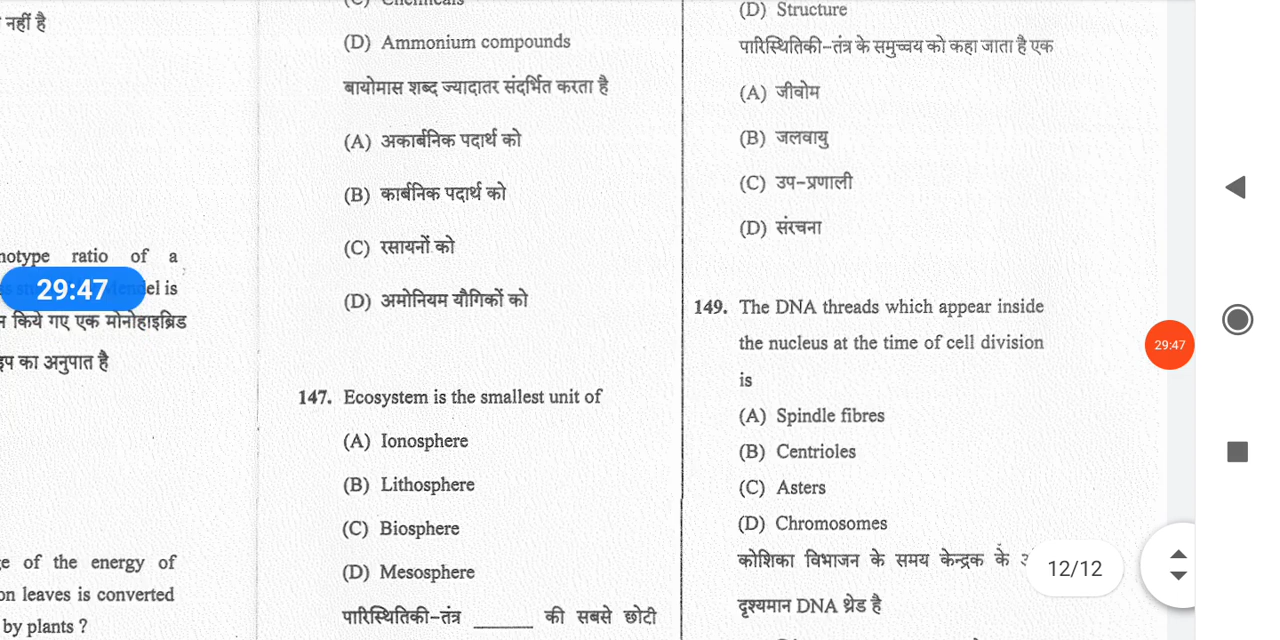 नहीं है
notype ratio of a
29:47
del is
न किये गए एक मोनोहाइब्रिड
इप का अनुपात है
e of the energy of
on leaves is converted
by plants ?
(C) Chemicals
(D) Ammonium compounds
बायोमास शब्द ज्यादातर संदर्भित करता है
(A) अकार्बनिक पदार्थ को
(B) कार्बनिक पदार्थ को
(C) रसायनों को
(D) अमोनियम यौगिकों को
147. Ecosystem is the smallest unit of
(A) Ionosphere
(B) Lithosphere
(C) Biosphere
(D) Mesosphere
पारिस्थितिकी-तंत्र ______ की सबसे छोटी
(D) Structure
पारिस्थितिकी-तंत्र के समुच्चय को कहा जाता है एक
(A) जीवोम
(B) जलवायु
(C) उप-प्रणाली
(D) संरचना
149. The DNA threads which appear inside
the nucleus at the time of cell division
is
(A) Spindle fibres
(B) Centrioles
(C) Asters
(D) Chromosomes
कोशिका विभाजन के समय केन्द्रक के
दृश्यमान DNA थ्रेड है
29:47
12/12